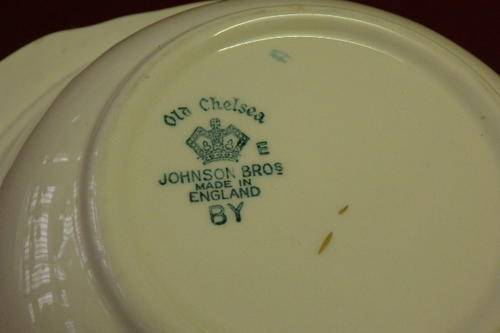 Old Chelsea
E
JOHNSON BROS
MADE IN
ENGLAND
BY